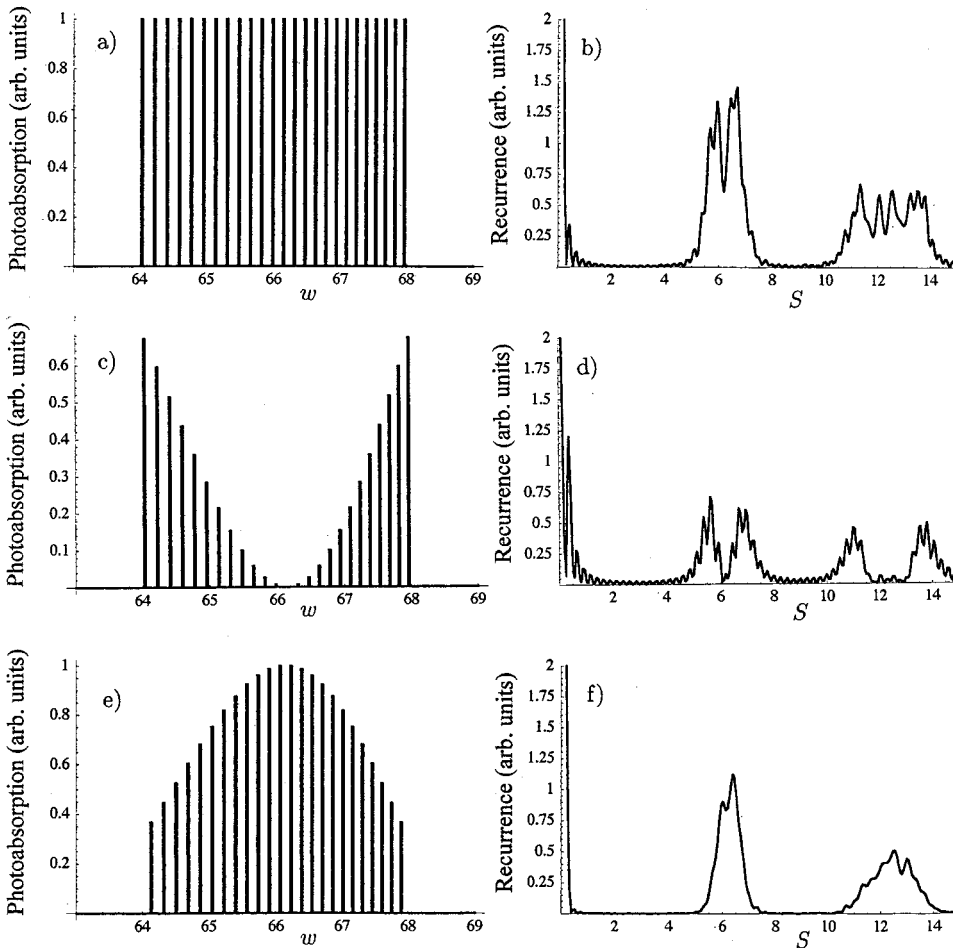 Photoabsorption (arb. units)
1
0.8
0.6
0.4
0.2
a)
64 65 66 67 68 69
w
Recurrence (arb. units)
2
1.75
1.5
1.25
1
0.75
0.5
0.25
b)
2 4 6 8 10 12 14
S
Photoabsorption (arb. units)
0.6
0.5
0.4
0.3
0.2
0.1
c)
64 65 66 67 68 69
w
Recurrence (arb. units)
2
1.75
1.5
1.25
1
0.75
0.5
0.25
d)
2 4 6 8 10 12 14
S
Photoabsorption (arb. units)
1
0.8
0.6
0.4
0.2
e)
64 65 66 67 68 69
w
Recurrence (arb. units)
2
1.75
1.5
1.25
1
0.75
0.5
0.25
f)
2 4 6 8 10 12 14
S